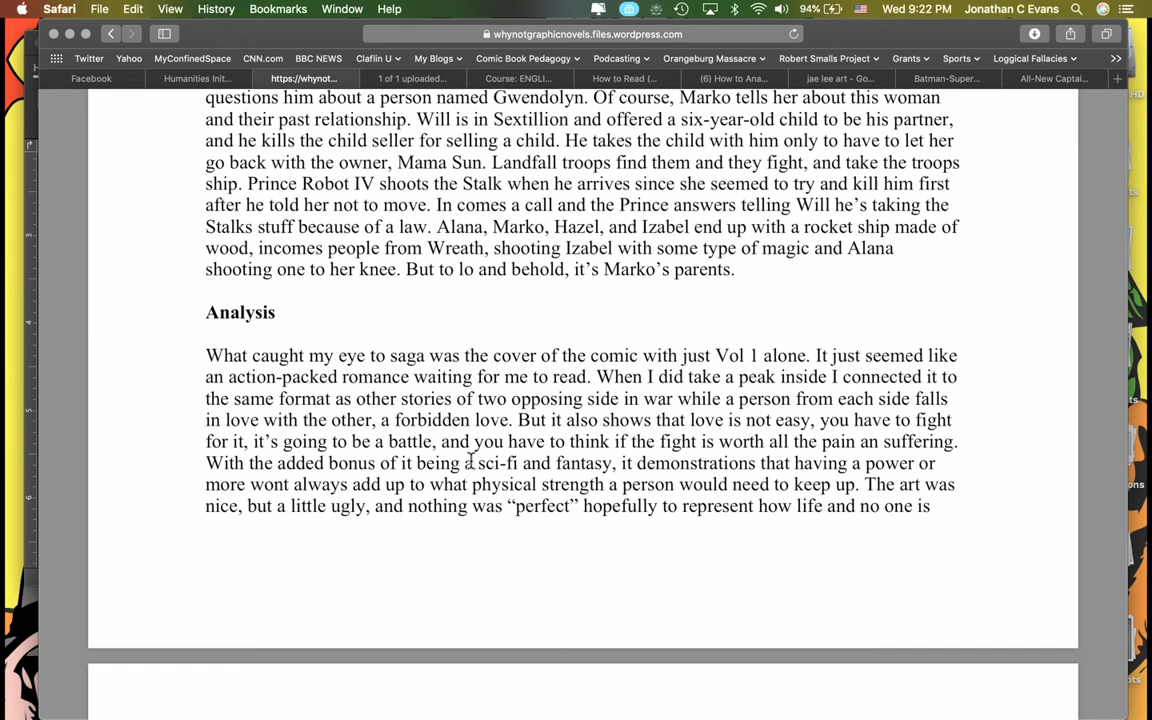 Safari File Edit View History Bookmarks Window Help 94% Wed 9:22 PM Jonathan C Evans
whynotgraphicnovels.files.wordpress.com
Twitter Yahoo MyConfinedSpace CNN.com BBC NEWS Claflin U My Blogs Comic Book Pedagogy Podcasting Orangeburg Massacre Robert Smalls Project Grants Sports Loggical Fallacies
Facebook Humanities Init... https://whynot... 1 of 1 uploaded... Course: ENGLI... How to Read (... (6) How to Ana... jae lee art - Go... Batman-Super... All-New Captai...
questions him about a person named Gwendolyn. Of course, Marko tells her about this woman
and their past relationship. Will is in Sextillion and offered a six-year-old child to be his partner,
and he kills the child seller for selling a child. He takes the child with him only to have to let her
go back with the owner, Mama Sun. Landfall troops find them and they fight, and take the troops
ship. Prince Robot IV shoots the Stalk when he arrives since she seemed to try and kill him first
after he told her not to move. In comes a call and the Prince answers telling Will he’s taking the
Stalks stuff because of a law. Alana, Marko, Hazel, and Izabel end up with a rocket ship made of
wood, incomes people from Wreath, shooting Izabel with some type of magic and Alana
shooting one to her knee. But to lo and behold, it’s Marko’s parents.
Analysis
What caught my eye to saga was the cover of the comic with just Vol 1 alone. It just seemed like
an action-packed romance waiting for me to read. When I did take a peak inside I connected it to
the same format as other stories of two opposing side in war while a person from each side falls
in love with the other, a forbidden love. But it also shows that love is not easy, you have to fight
for it, it’s going to be a battle, and you have to think if the fight is worth all the pain an suffering.
With the added bonus of it being a sci-fi and fantasy, it demonstrations that having a power or
more wont always add up to what physical strength a person would need to keep up. The art was
nice, but a little ugly, and nothing was “perfect” hopefully to represent how life and no one is